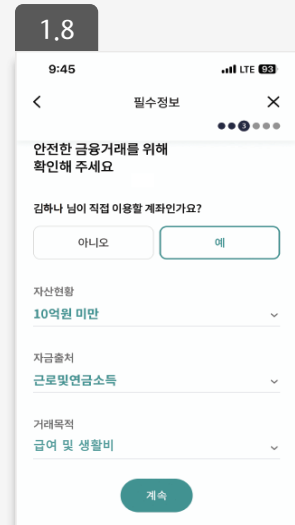 1.8
9:45 LTE 93
필수정보
3
안전한 금융거래를 위해
확인해 주세요
김하나 님이 직접 이용할 계좌인가요?
아니오 예
자산현황
10억원 미만
자금출처
근로및연금소득
거래목적
급여 및 생활비
계속